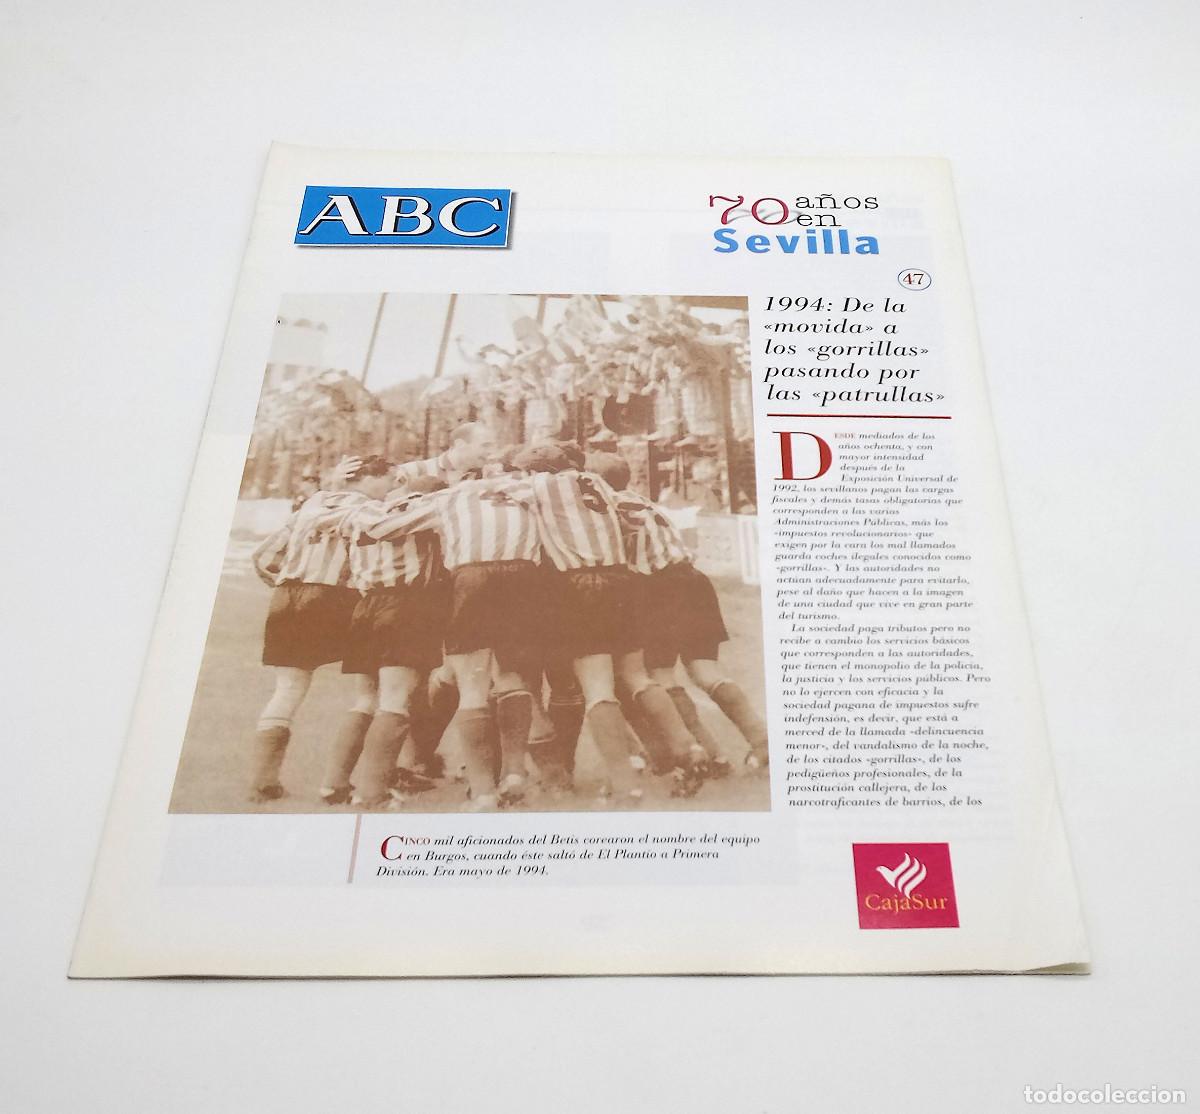 ABC
70 años
en
Sevilla
47
1994: De la
«movida» a
los «gorrillas»
pasando por
las «patrullas»
DESDE mediados de los
años ochenta, y con
mayor intensidad
después de la
Exposición Universal de
1992, los sevillanos pagan las cargas
fiscales y demás tasas obligatorias que
corresponden a las varias
Administraciones Públicas, más los
«impuestos revolucionarios» que
exigen por la cara los mal llamados
guarda coches ilegales conocidos como
«gorrillas». Y las autoridades no
actúan adecuadamente para evitarlo,
pese al daño que hacen a la imagen
de una ciudad que vive en gran parte
del turismo.
La sociedad paga tributos pero no
recibe a cambio los servicios básicos
que corresponden a las autoridades,
que tienen el monopolio de la policía,
la justicia y los servicios públicos. Pero
no lo ejercen con eficacia y la
sociedad pagana de impuestos sufre
indefensión, es decir, que está a
merced de la llamada «delincuencia
menor», del vandalismo de la noche,
de los citados «gorrillas», de los
pedigüeños profesionales, de la
prostitución callejera, de los
narcotraficantes de barrios, de los
CINCO mil aficionados del Betis corearon el nombre del equipo
en Burgos, cuando éste saltó de El Plantío a Primera
División. Era mayo de 1994.
CajaSur
todocoleccion